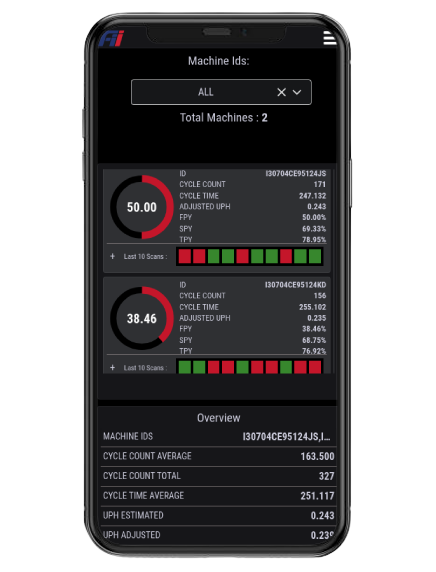 Aii
Machine Ids:
ALL
Total Machines : 2
ID I30704CE95124JS
CYCLE COUNT 171
CYCLE TIME 247.132
ADJUSTED UPH 0.243
FPY 50.00%
SPY 69.33%
TPY 78.95%
50.00
+ Last 10 Scans :
ID I30704CE95124KD
CYCLE COUNT 156
CYCLE TIME 255.102
ADJUSTED UPH 0.235
FPY 38.46%
SPY 68.75%
TPY 76.92%
38.46
+ Last 10 Scans :
Overview
MACHINE IDS I30704CE95124JS,I...
CYCLE COUNT AVERAGE 163.500
CYCLE COUNT TOTAL 327
CYCLE TIME AVERAGE 251.117
UPH ESTIMATED 0.243
UPH ADJUSTED 0.239